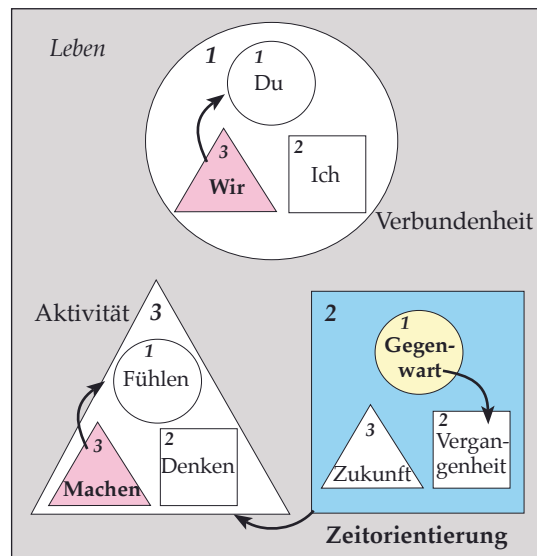 Leben
1
1
Du
3
Wir
2
Ich
Verbundenheit
Aktivität
3
1
Fühlen
3
Machen
2
Denken
2
1
Gegen-
wart
3
Zukunft
2
Vergan-
genheit
Zeitorientierung